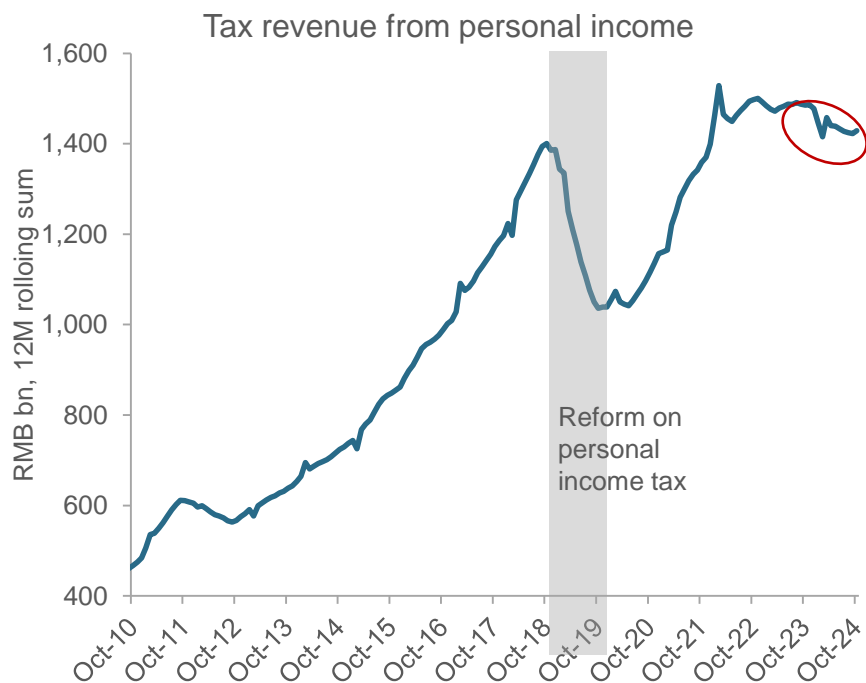 Tax revenue from personal income
RMB bn, 12M rolloing sum
1,600
1,400
1,200
1,000
800
600
400
Reform on
personal
income tax
Oct-10
Oct-11
Oct-12
Oct-13
Oct-14
Oct-15
Oct-16
Oct-17
Oct-18
Oct-19
Oct-20
Oct-21
Oct-22
Oct-23
Oct-24